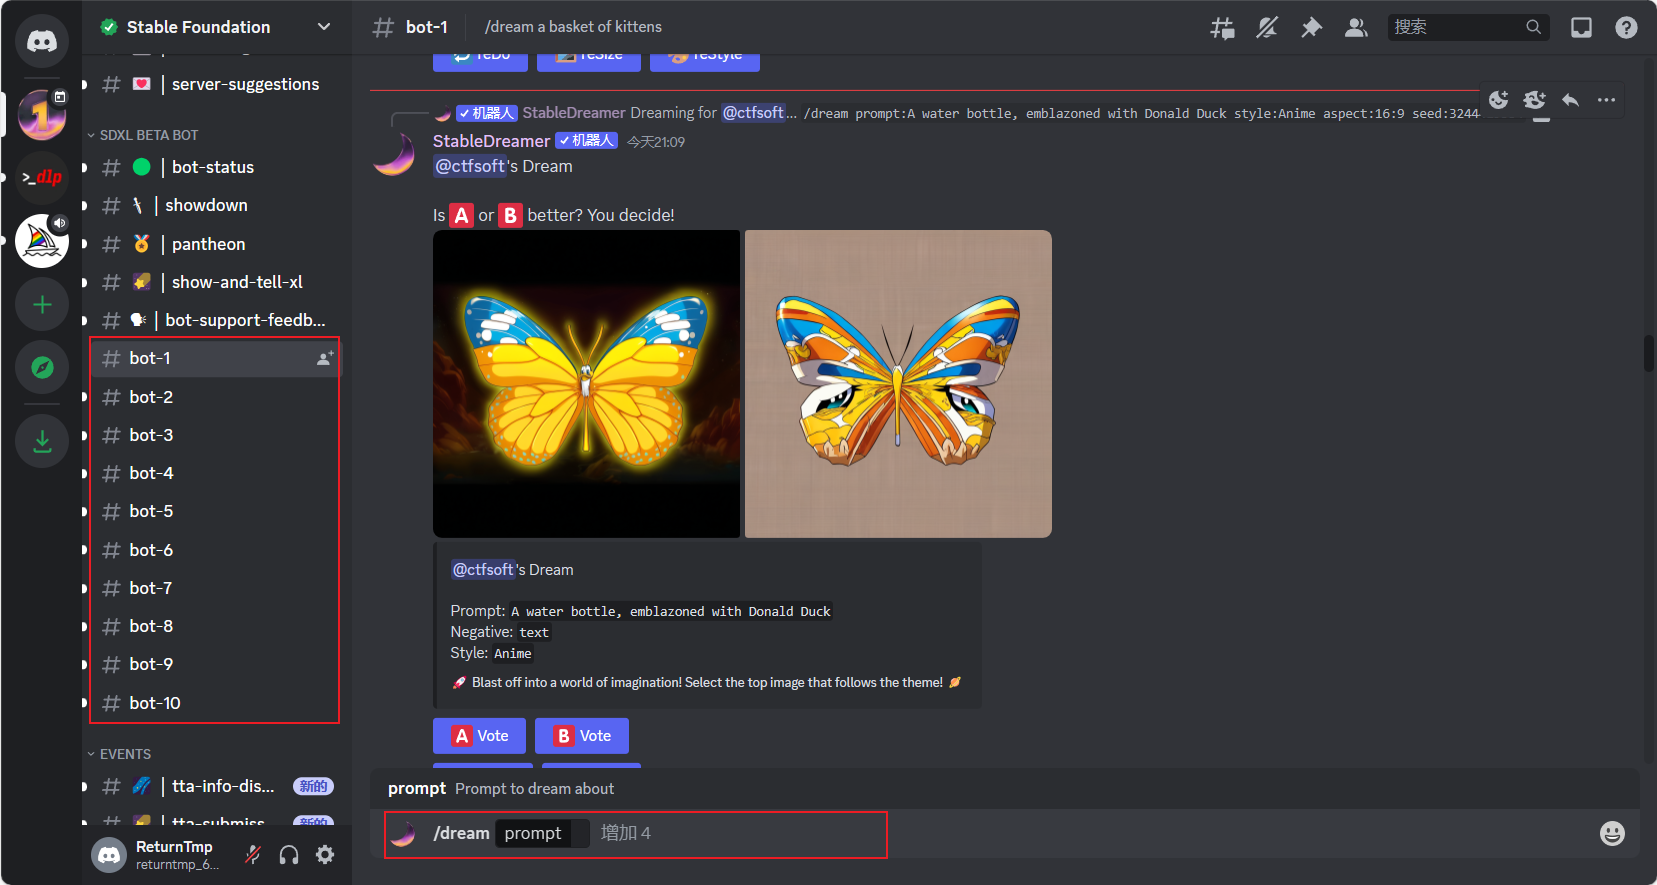 Stable Foundation
server-suggestions
SDXL BETA BOT
bot-status
showdown
pantheon
show-and-tell-xl
bot-support-feedb...
bot-1
bot-2
bot-3
bot-4
bot-5
bot-6
bot-7
bot-8
bot-9
bot-10
EVENTS
tta-info-dis... 新的
tta-submiss 新的
ReturnTmp
returntmp_6...
>_dlp
1
bot-1 /dream a basket of kittens
搜索
reDo reSize reStyle
机器人 StableDreamer Dreaming for @ctfsoft... /dream prompt:A water bottle, emblazoned with Donald Duck style:Anime aspect:16:9 seed:3244
StableDreamer 机器人 今天21:09
@ctfsoft's Dream
Is A or B better? You decide!
@ctfsoft's Dream
Prompt: A water bottle, emblazoned with Donald Duck
Negative: text
Style: Anime
Blast off into a world of imagination! Select the top image that follows the theme!
A Vote B Vote
prompt Prompt to dream about
/dream prompt 增加 4